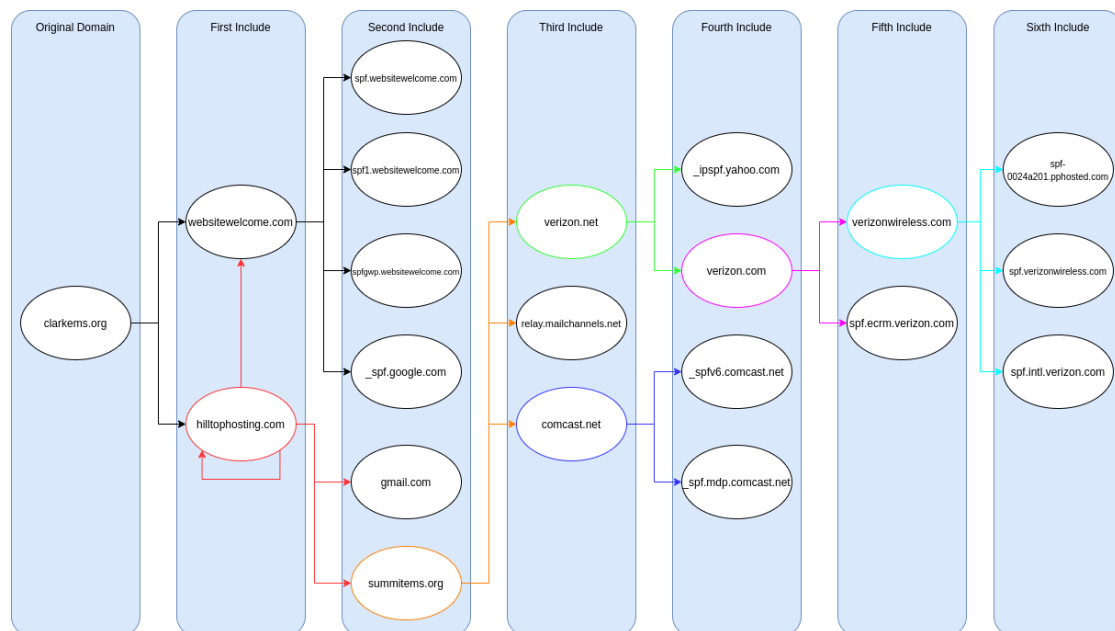 Original Domain
First Include
Second Include
Third Include
Fourth Include
Fifth Include
Sixth Include
clarkems.org
websitewelcome.com
hilltophosting.com
spf.websitewelcome.com
spf1.websitewelcome.com
spfgwp.websitewelcome.com
_spf.google.com
gmail.com
summitems.org
verizon.net
relay.mailchannels.net
comcast.net
_ipspf.yahoo.com
verizon.com
_spfv6.comcast.net
_spf.mdp.comcast.net
verizonwireless.com
spf.ecrm.verizon.com
spf-
0024a201.pphosted.com
spf.verizonwireless.com
spf.intl.verizon.com